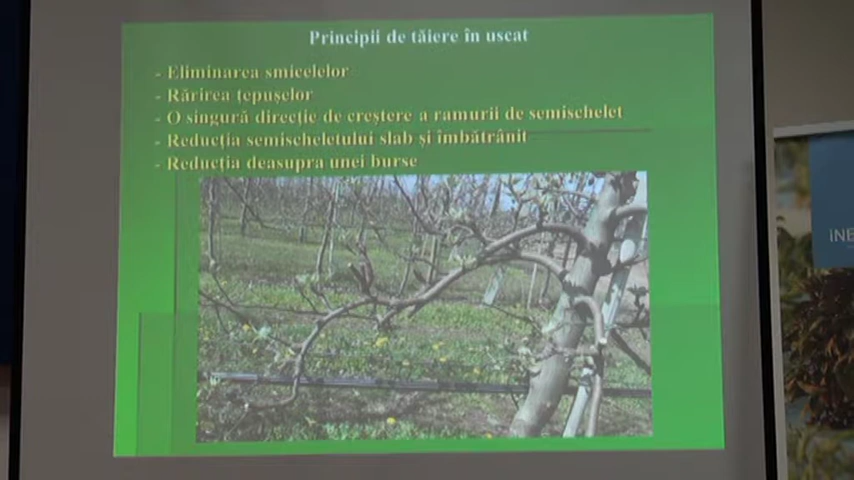 Principii de tăiere în uscat
- Eliminarea smicelelor
- Rărirea țepușelor
- O singură direcție de creștere a ramurii de semischelet
- Reducția semischeletului slab și îmbătrânit
- Reducția deasupra unei burse